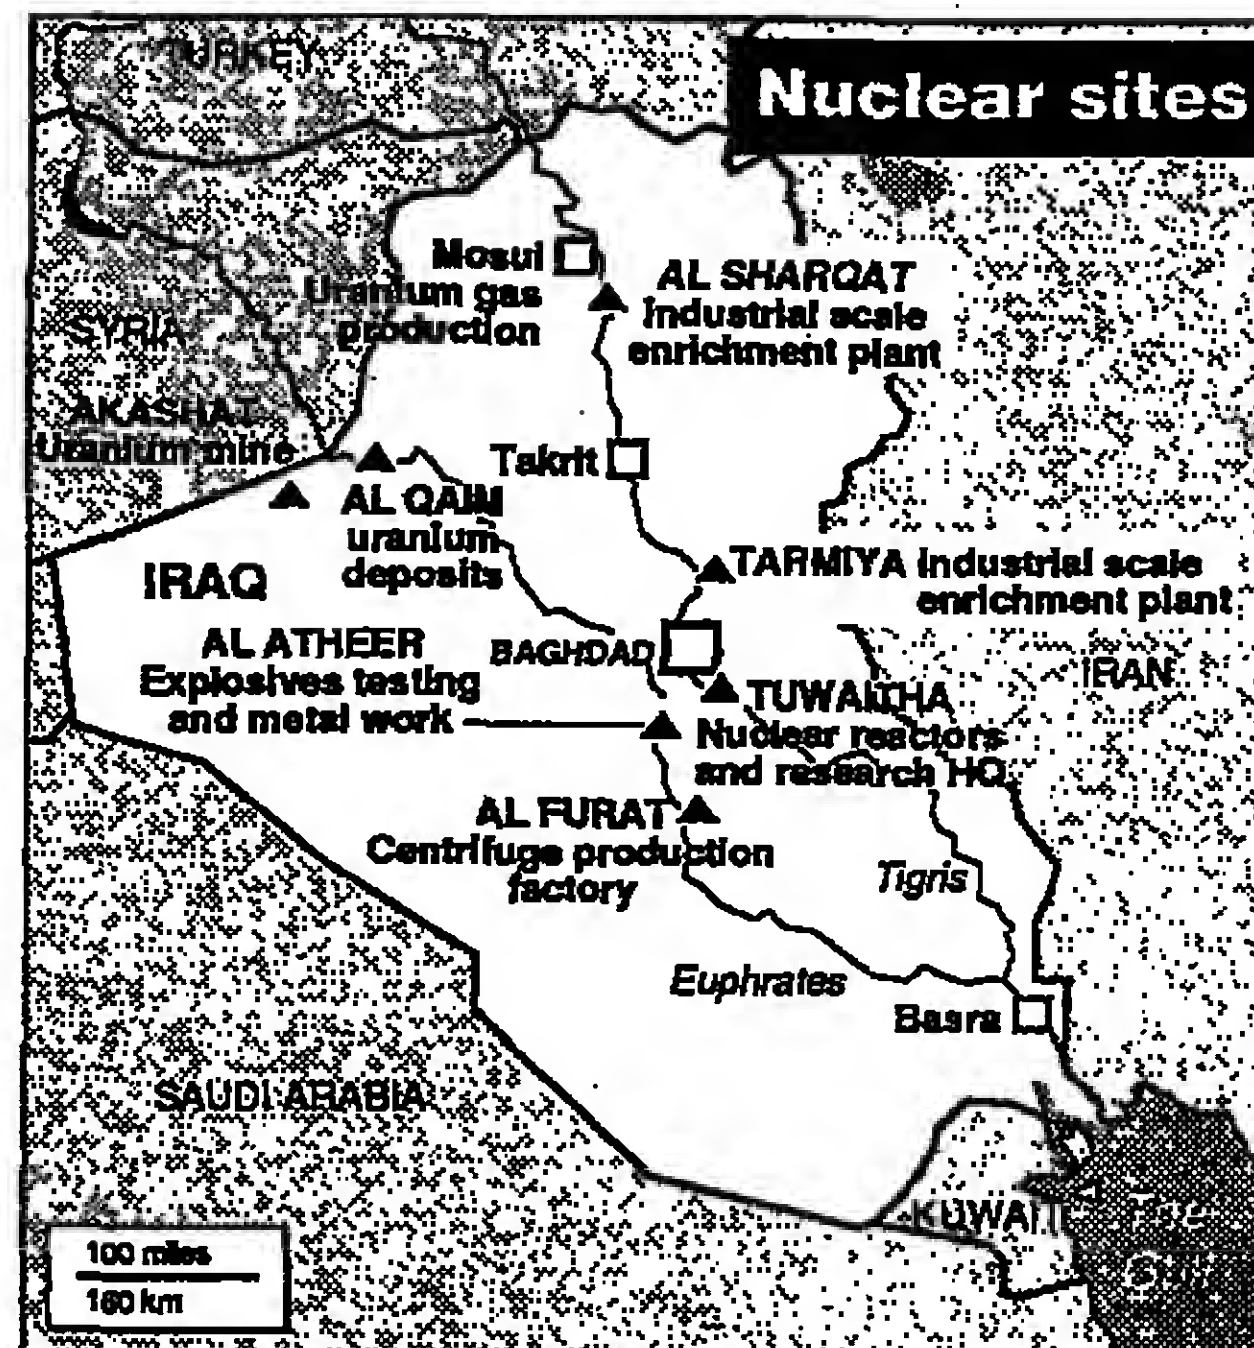 Nuclear sites
TURKEY
Mosul
Uranium gas
production
AL SHARQAT
Industrial scale
enrichment plant
SYRIA
AKASHAT
Uranium mine
Takrit
AL QAIM
uranium
deposits
IRAQ
TARMIYA Industrial scale
enrichment plant
AL ATHEER
Explosives testing
and metal work
BAGHDAD
IRAN
TUWAITHA
Nuclear reactors
and research HQ
AL FURAT
Centrifuge production
factory
Tigris
Euphrates
Basra
SAUDI ARABIA
KUWAIT
100 miles
160 km